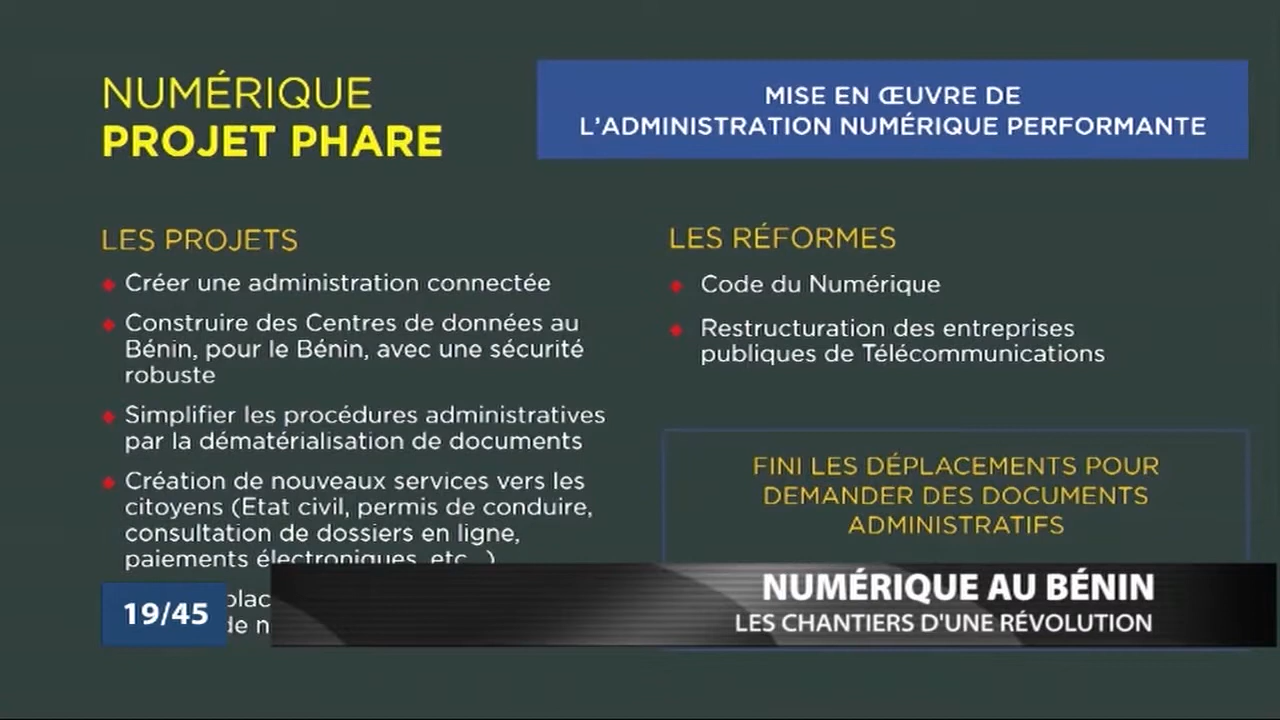 NUMÉRIQUE
PROJET PHARE
MISE EN ŒUVRE DE
L'ADMINISTRATION NUMÉRIQUE PERFORMANTE
LES PROJETS
Créer une administration connectée
Construire des Centres de données au
Bénin, pour le Bénin, avec une sécurité
robuste
Simplifier les procédures administratives
par la dématérialisation de documents
Création de nouveaux services vers les
citoyens (Etat civil, permis de conduire,
consultation de dossiers en ligne,
paiements électroniques, etc...)
LES RÉFORMES
Code du Numérique
Restructuration des entreprises
publiques de Télécommunications
FINI LES DÉPLACEMENTS POUR
DEMANDER DES DOCUMENTS
ADMINISTRATIFS
19/45
NUMÉRIQUE AU BÉNIN
LES CHANTIERS D'UNE RÉVOLUTION